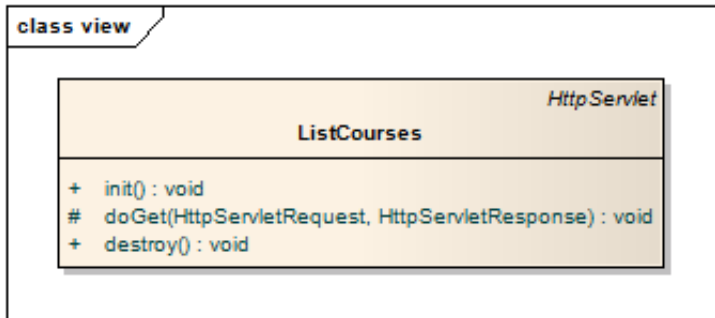 class view
HttpServlet
ListCourses
+ init() : void
# doGet(HttpServletRequest, HttpServletResponse) : void
+ destroy() : void